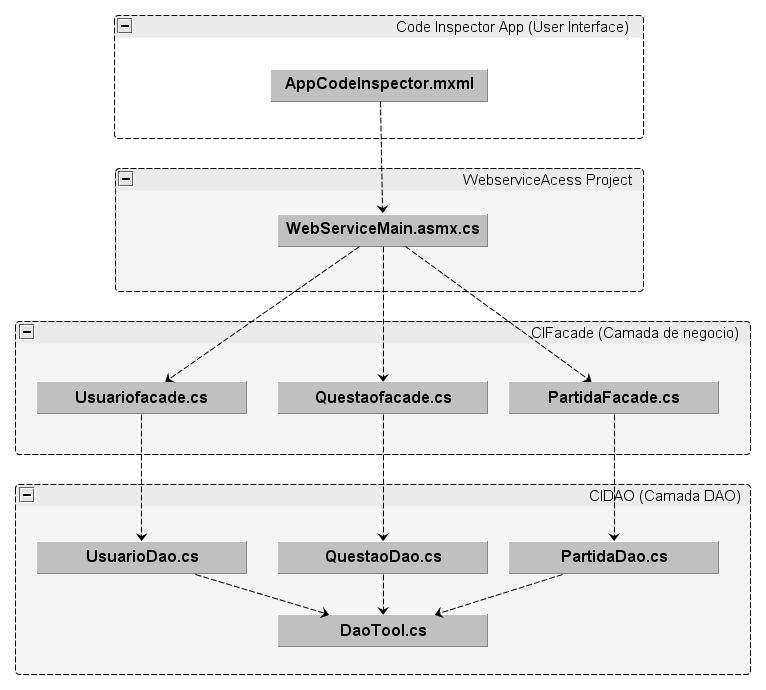 Code Inspector App (User Interface)
AppCodeInspector.mxml
WebserviceAcess Project
WebServiceMain.asmx.cs
CIFacade (Camada de negocio)
Usuariofacade.cs
Questaofacade.cs
PartidaFacade.cs
CIDAO (Camada DAO)
UsuarioDao.cs
QuestaoDao.cs
PartidaDao.cs
DaoTool.cs